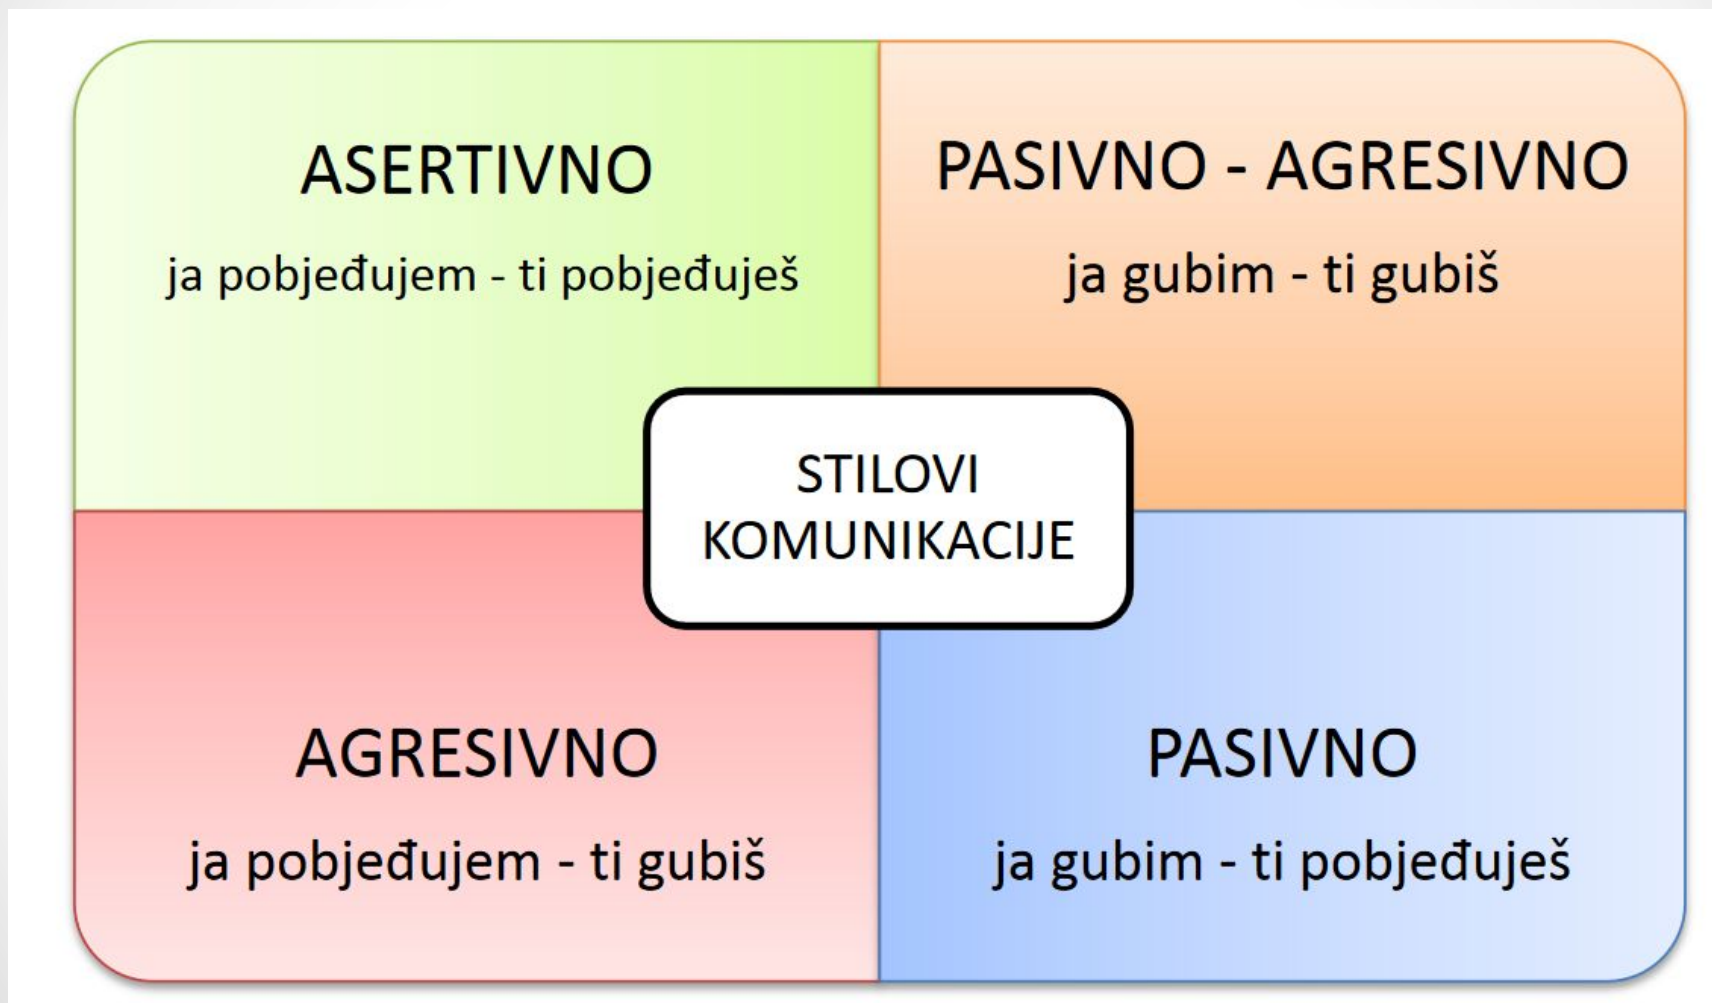 ASERTIVNO
ja pobjeđujem - ti pobjeđuješ
PASIVNO - AGRESIVNO
ja gubim - ti gubiš
STILOVI
KOMUNIKACIJE
AGRESIVNO
ja pobjeđujem - ti gubiš
PASIVNO
ja gubim - ti pobjeđuješ